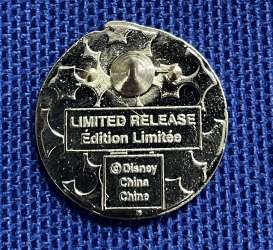 LIMITED RELEASE
Édition Limitée
©Disney
China
Chine